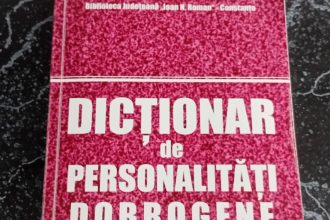 Biblioteca Județeană „Ioan N. Roman" - Constanța
DICȚIONAR
de
PERSONALITĂȚI
DOBROGENE